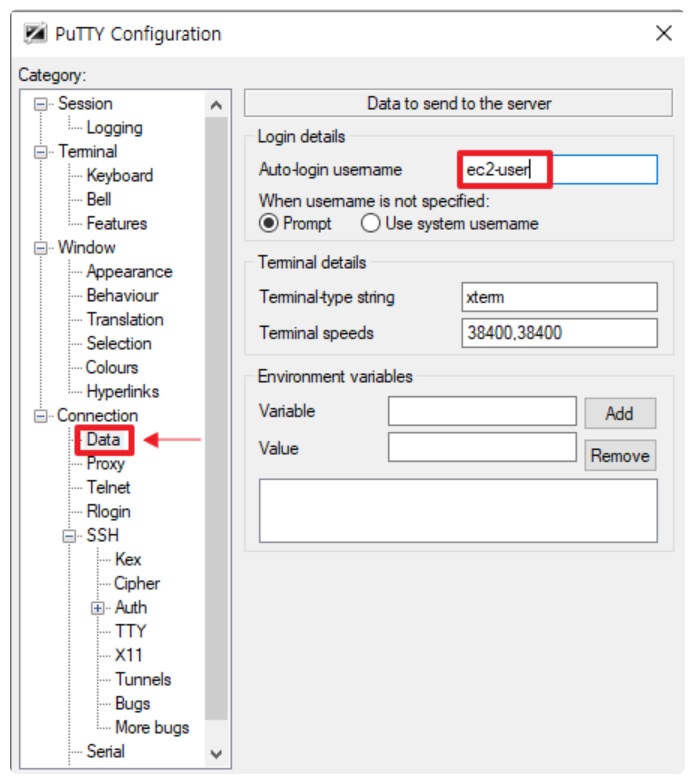 PuTTY Configuration
Category:
Session
Logging
Terminal
Keyboard
Bell
Features
Window
Appearance
Behaviour
Translation
Selection
Colours
Hyperlinks
Connection
Data
Proxy
Telnet
Rlogin
SSH
Kex
Cipher
Auth
TTY
X11
Tunnels
Bugs
More bugs
Serial
Data to send to the server
Login details
Auto-login username ec2-user
When username is not specified:
Prompt Use system username
Terminal details
Terminal-type string xterm
Terminal speeds 38400,38400
Environment variables
Variable Add
Value Remove